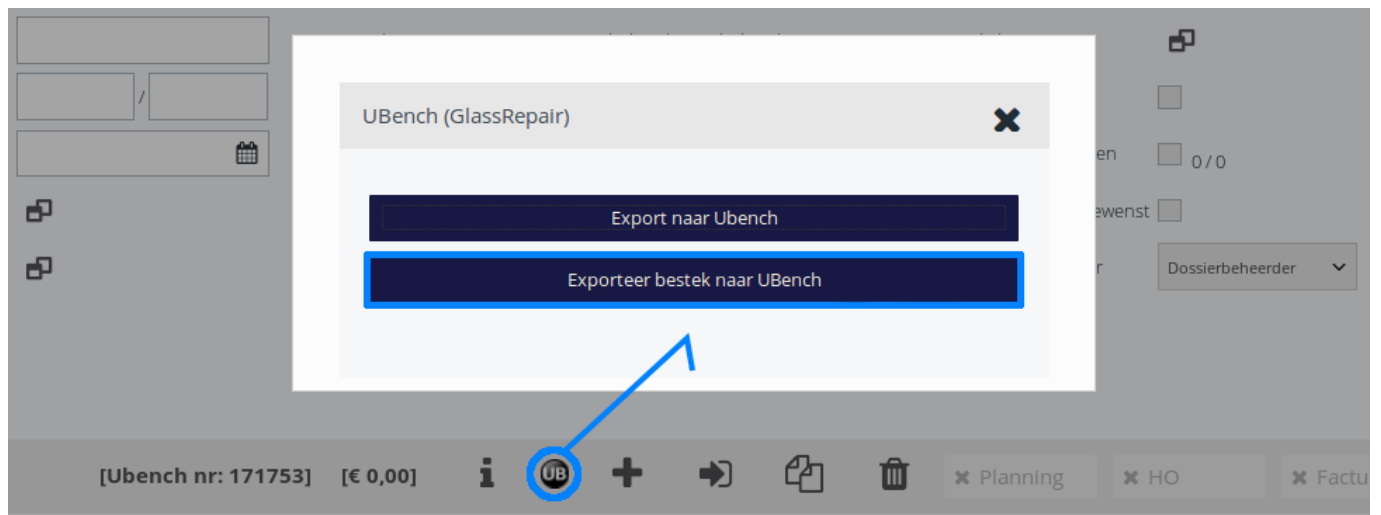 /
UBench (GlassRepair)
en
0 / 0
Export naar Ubench
ewenst
Exporteer bestek naar UBench
r
Dossierbeheerder
[Ubench nr: 171753] [€ 0,00] UB Planning HO Factu